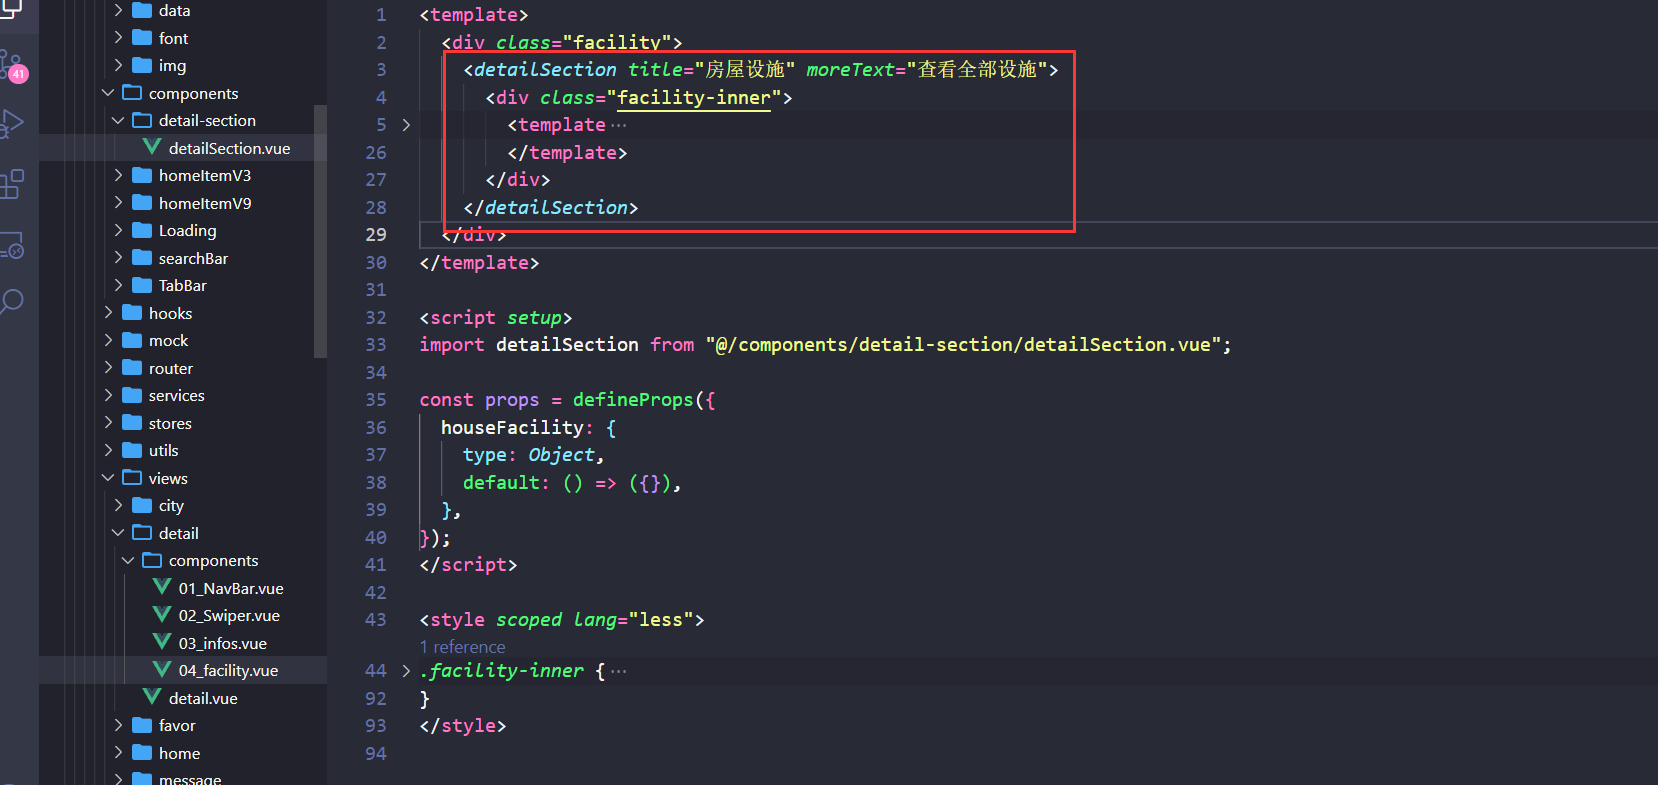 data
font
img
components
detail-section
detailSection.vue
homeItemV3
homeItemV9
Loading
searchBar
TabBar
hooks
mock
router
services
stores
utils
views
city
detail
components
01_NavBar.vue
02_Swiper.vue
03_infos.vue
04_facility.vue
detail.vue
favor
home
message
41
1 <template>
2 <div class="facility">
3 <detailSection title="房屋设施" moreText="查看全部设施">
4 <div class="facility-inner">
5 <template ···
26 </template>
27 </div>
28 </detailSection>
29 </div>
30 </template>
31
32 <script setup>
33 import detailSection from "@/components/detail-section/detailSection.vue";
34
35 const props = defineProps({
36 houseFacility: {
37 type: Object,
38 default: () => ({}),
39 },
40 });
41 </script>
42
43 <style scoped lang="less">
1 reference
44 .facility-inner { ···
92 }
93 </style>
94